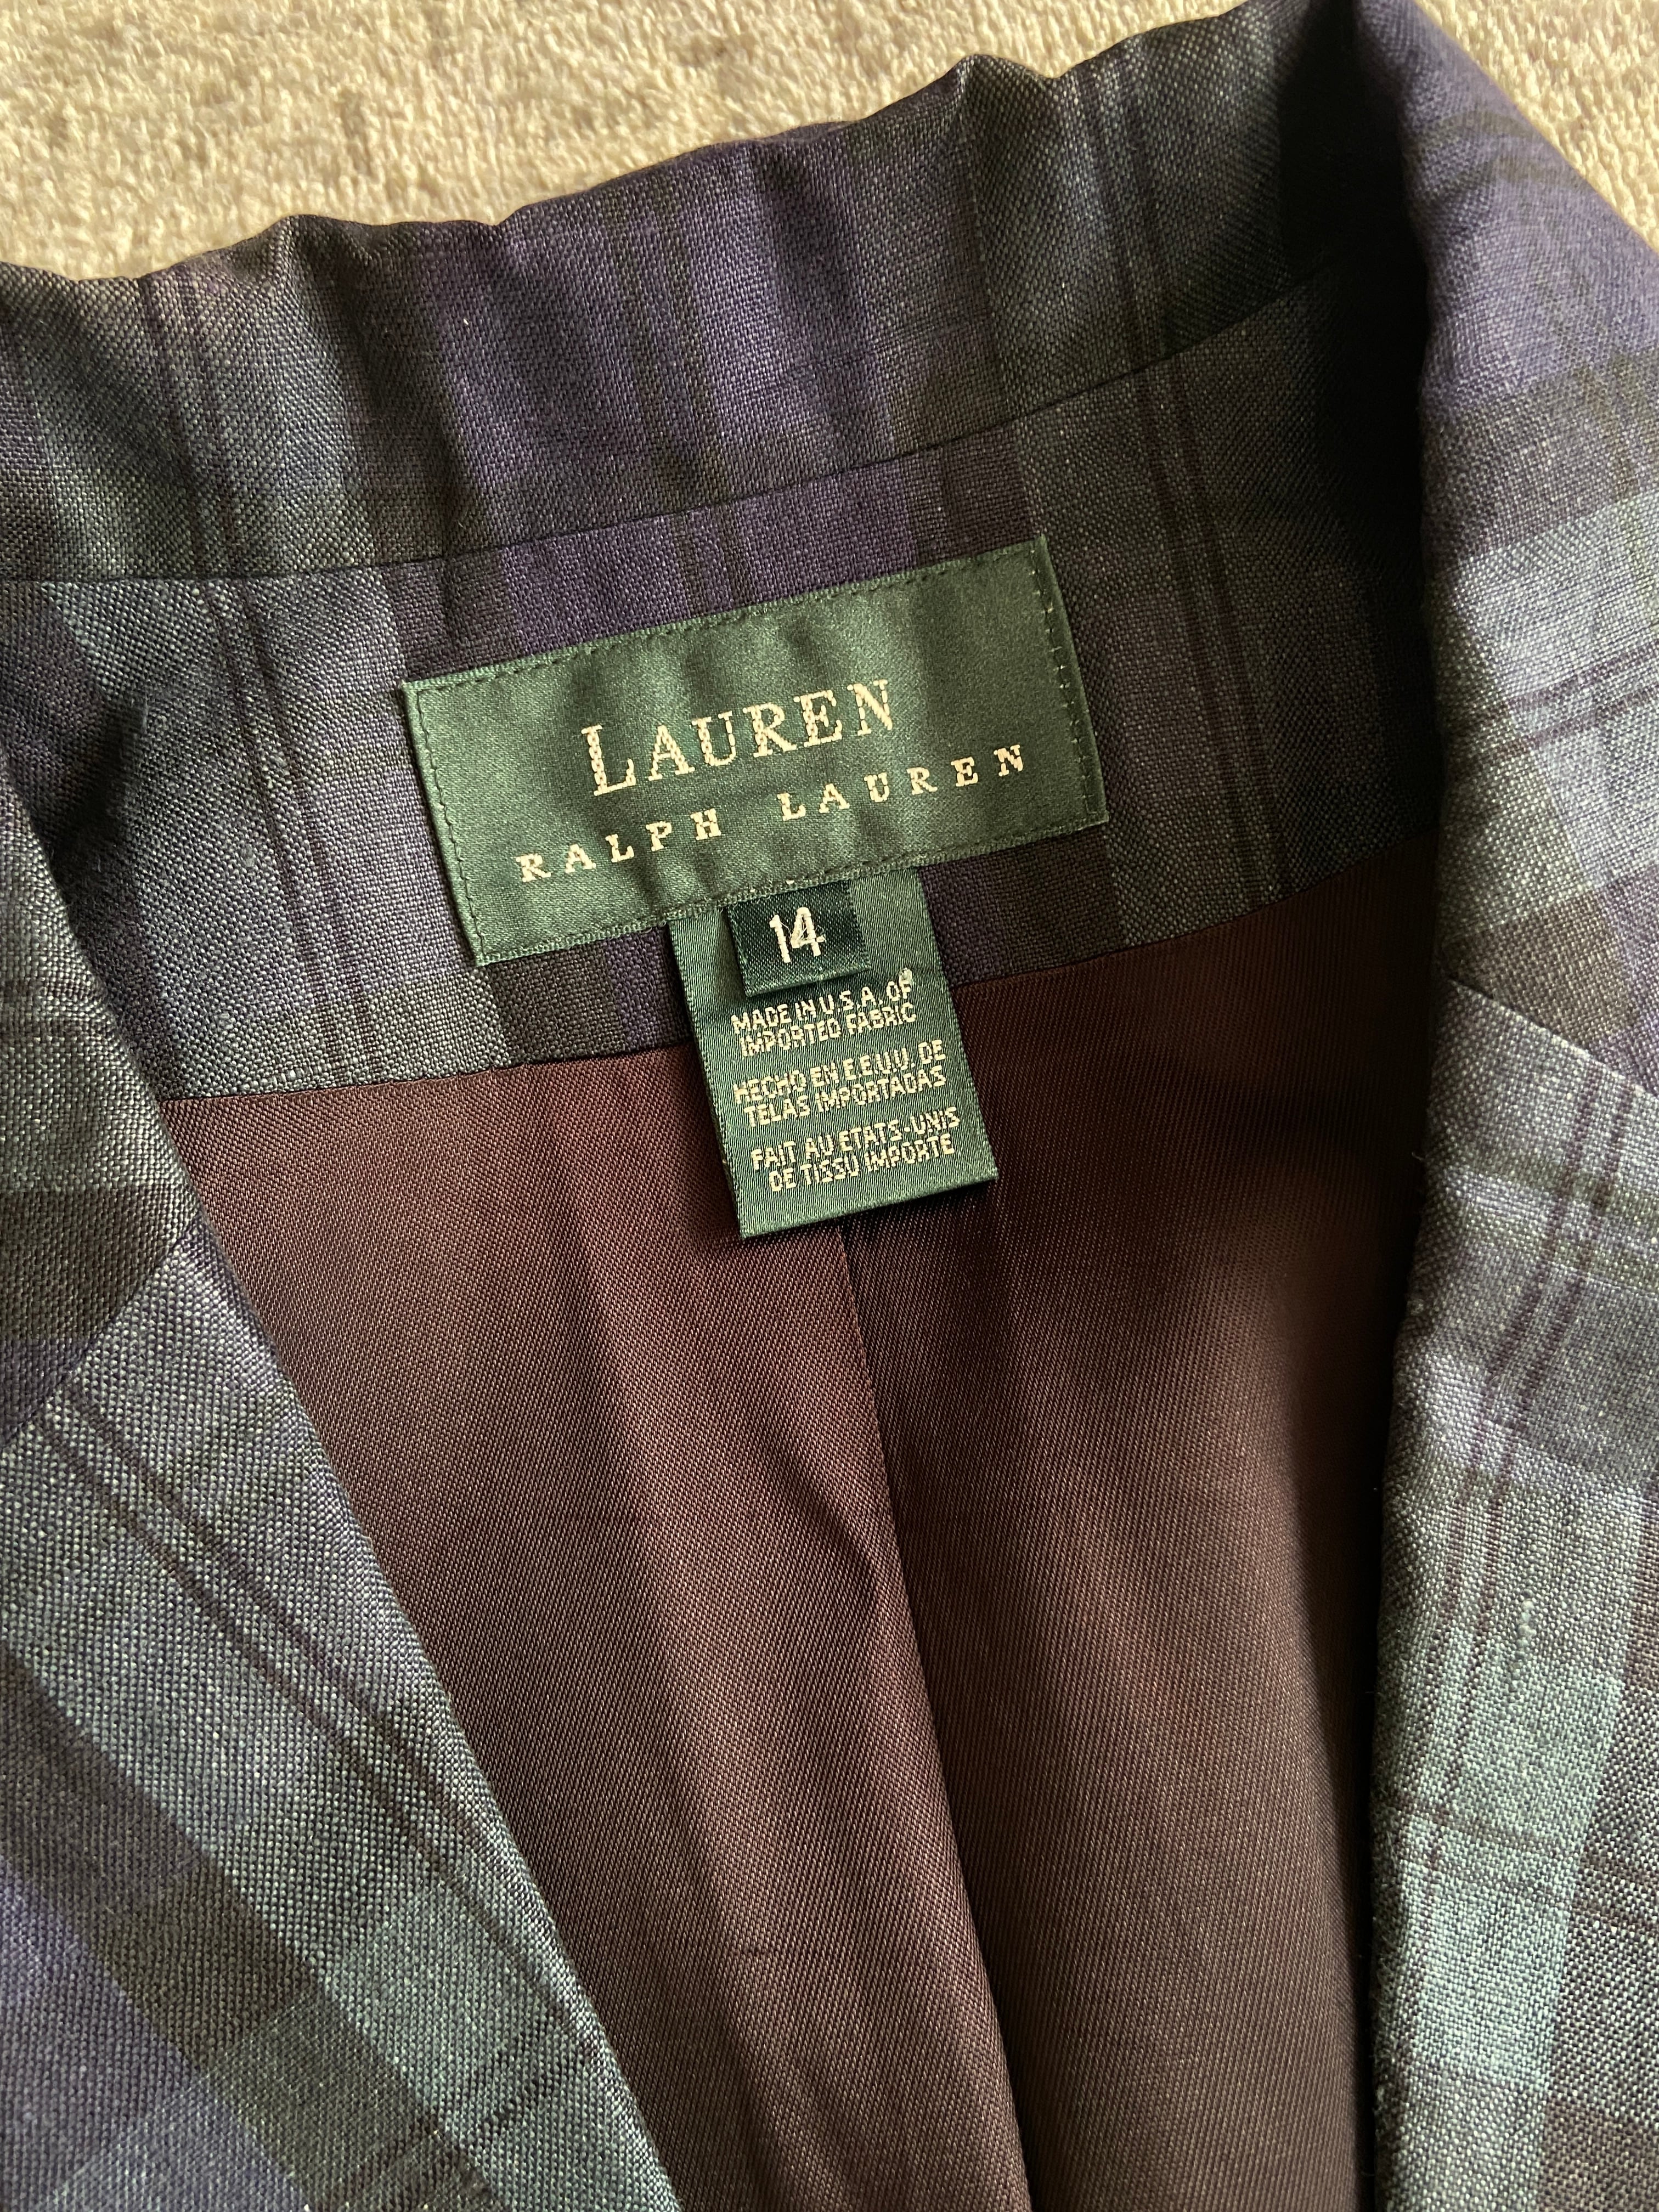 LAUREN
RALPH LAUREN
14
MADE IN U.S.A. OF
IMPORTED FABRIC
HECHO EN E.E.U.U. DE
TELAS IMPORTADAS
FAIT AU ETATS-UNIS
DE TISSU IMPORTE